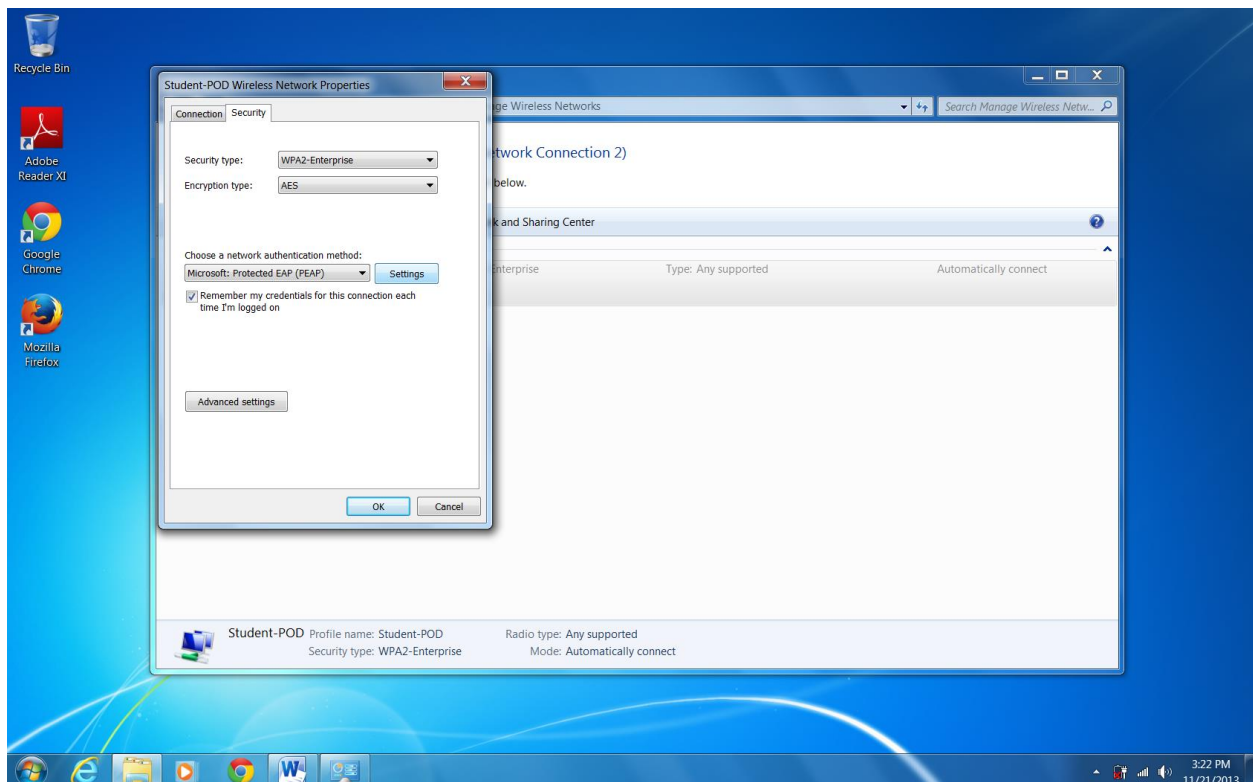 Recycle Bin
Adobe
Reader XI
Google
Chrome
Mozilla
Firefox
Student-POD Wireless Network Properties
Connection
Security
Security type:
WPA2-Enterprise
Encryption type:
AES
Choose a network authentication method:
Microsoft: Protected EAP (PEAP)
Settings
Remember my credentials for this connection each
time I'm logged on
Advanced settings
OK
Cancel
Wireless Networks
Search Manage Wireless Netw...
Connection 2)
below.
and Sharing Center
Type: Any supported
Automatically connect
Student-POD
Profile name: Student-POD
Radio type: Any supported
Security type: WPA2-Enterprise
Mode: Automatically connect
3:22 PM
11/21/2013